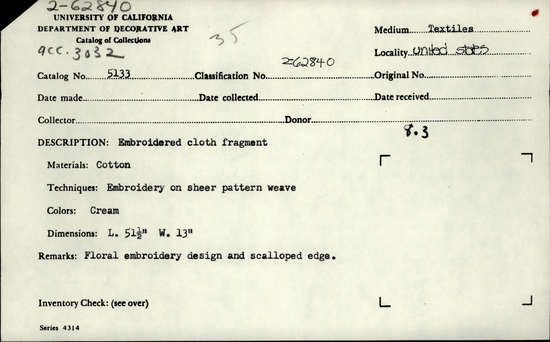 2-62840
UNIVERSITY OF CALIFORNIA
DEPARTMENT OF DECORATIVE ART
Catalog of Collections
acc. 3032
35
Medium Textiles
Locality United States
Catalog No. 5133 Classification No. 2-62840 Original No.
Date made Date collected Date received
Collector Donor
8.3
DESCRIPTION: Embroidered cloth fragment
Materials: Cotton
Techniques: Embroidery on sheer pattern weave
Colors: Cream
Dimensions: L. 51½" W. 13"
Remarks: Floral embroidery design and scalloped edge.
Inventory Check: (see over)
Series 4314